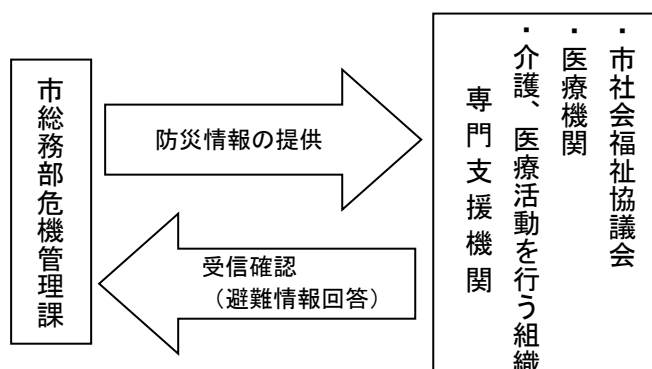 市総務部危機管理課
防災情報の提供
受信確認
（避難情報回答）
・市社会福祉協議会
・医療機関
・介護、医療活動を行う組織
専門支援機関